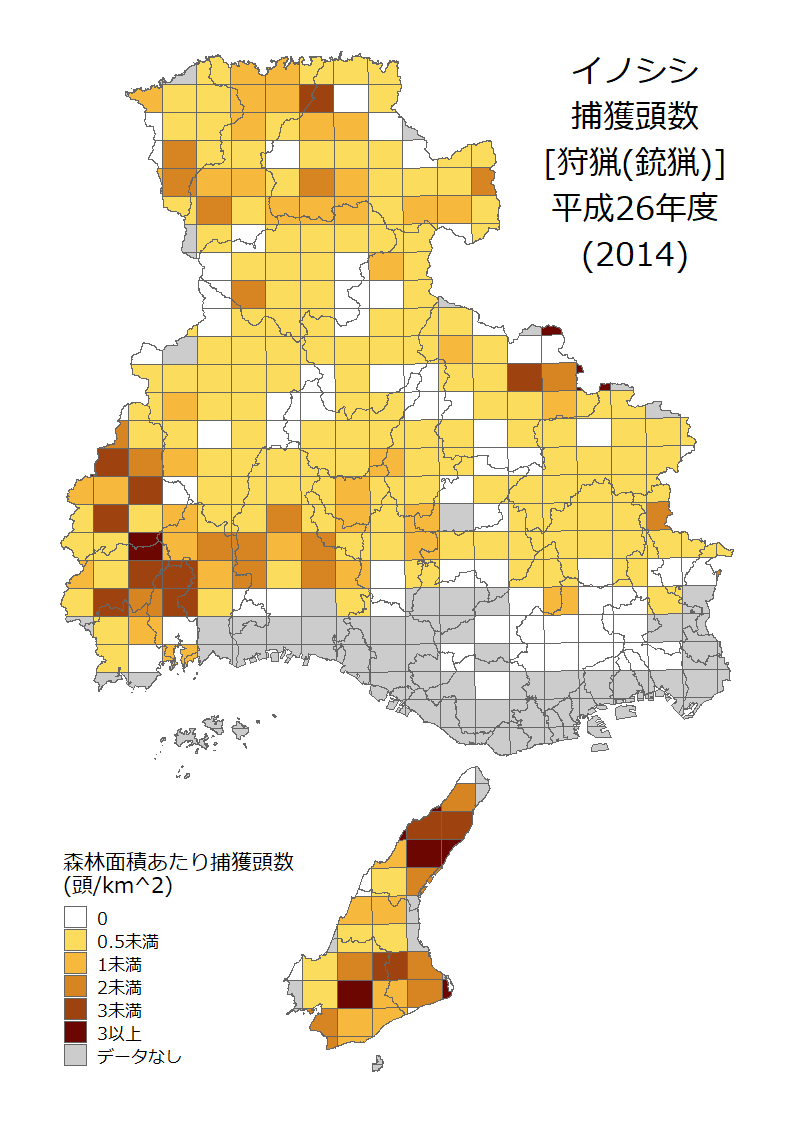 イノシシ
捕獲頭数
[狩猟(銃猟)]
平成26年度
(2014)
森林面積あたり捕獲頭数
(頭/km^2)
0
0.5未満
1未満
2未満
3未満
3以上
データなし